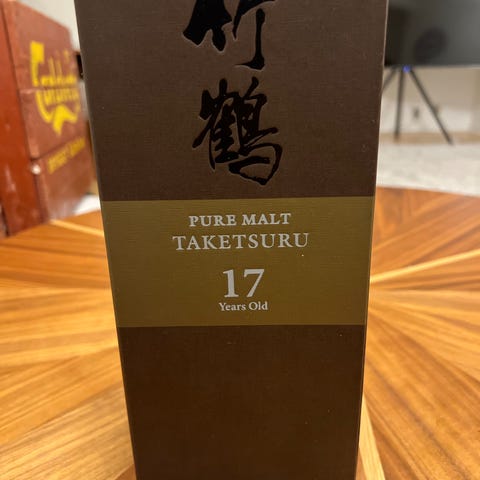 竹
鶴
PURE MALT
TAKETSURU
17
Years Old